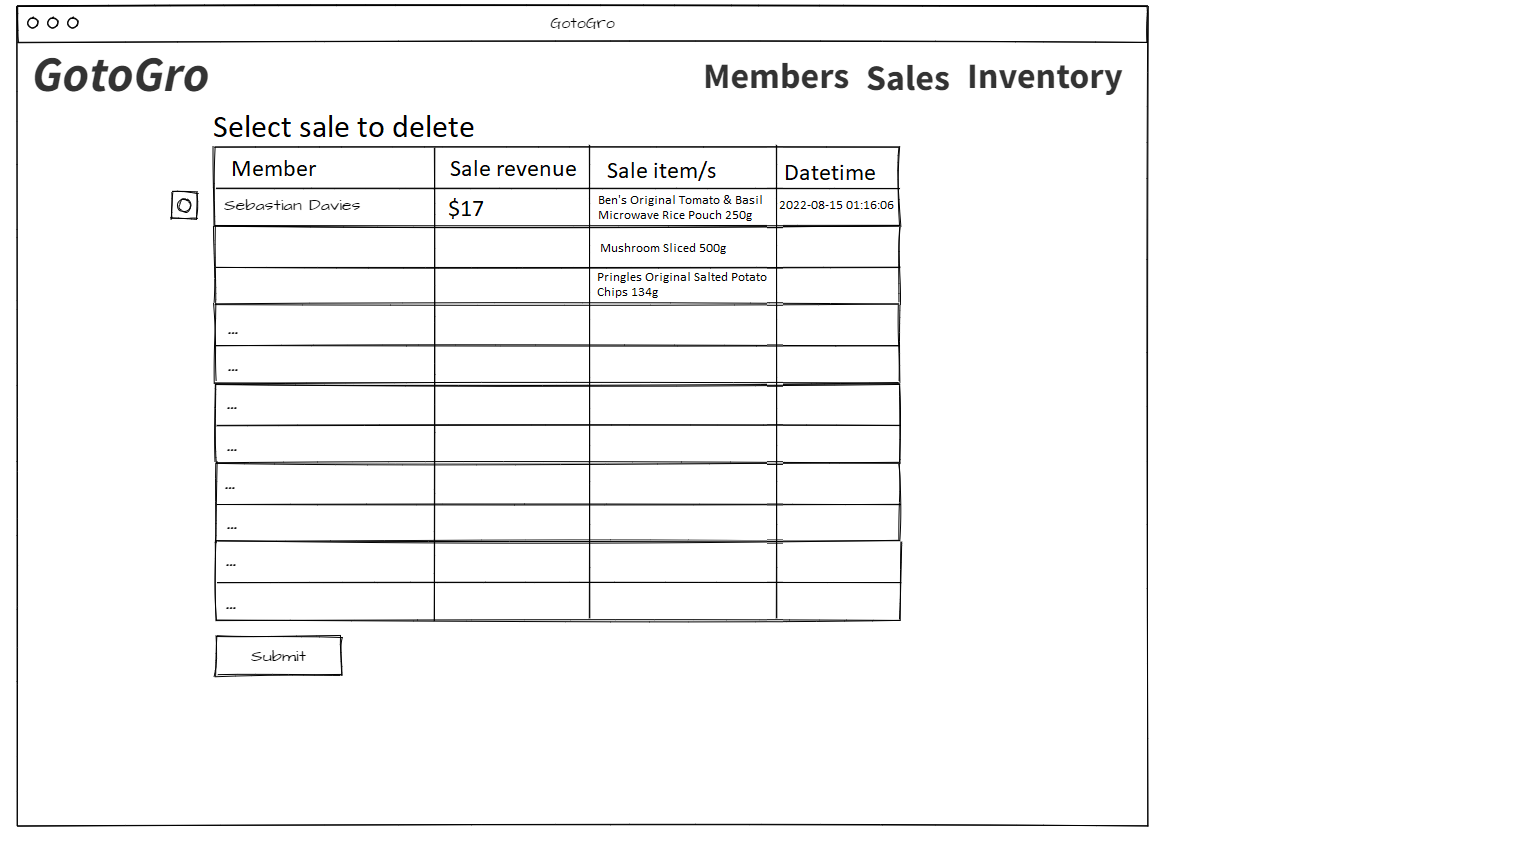 GotoGro
GotoGro
Members Sales Inventory
Select sale to delete
Member Sale revenue Sale item/s Datetime
Sebastian Davies $17 Ben's Original Tomato & Basil 2022-08-15 01:16:06
Microwave Rice Pouch 250g
Mushroom Sliced 500g
Pringles Original Salted Potato
Chips 134g
...
...
...
...
...
...
...
...
Submit